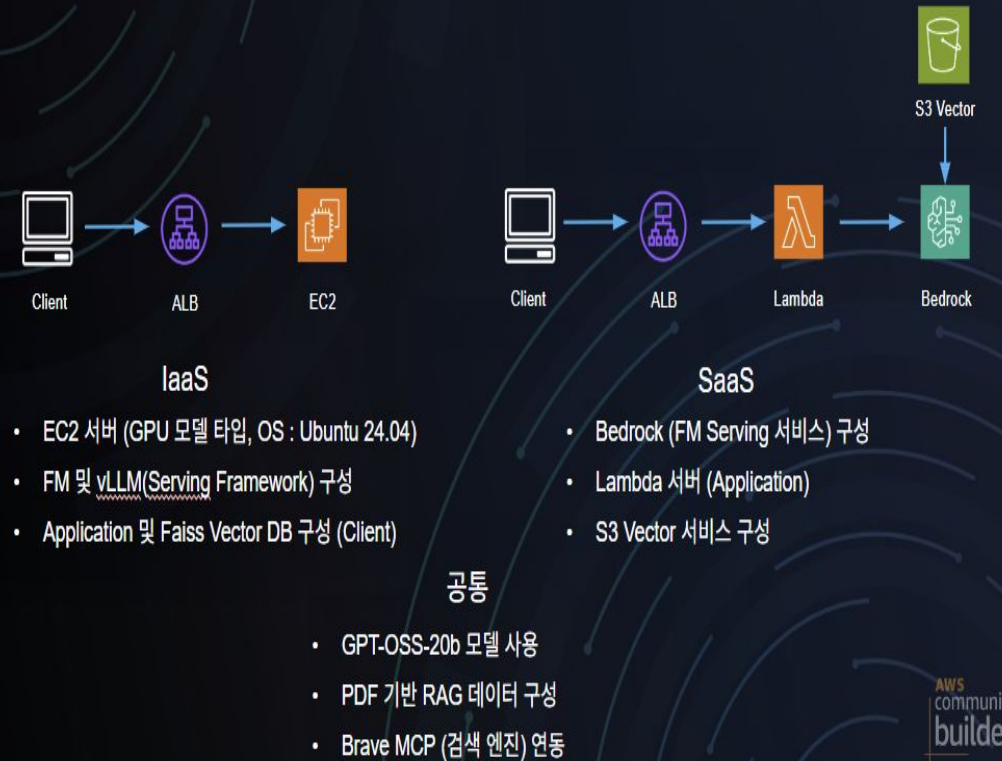 S3 Vector
Client
ALB
EC2
Client
ALB
Lambda
Bedrock
IaaS
• EC2 서버 (GPU 모델 타입, OS : Ubuntu 24.04)
• FM 및 vLLM(Serving Framework) 구성
• Application 및 Faiss Vector DB 구성 (Client)
SaaS
• Bedrock (FM Serving 서비스) 구성
• Lambda 서버 (Application)
• S3 Vector 서비스 구성
공통
• GPT-OSS-20b 모델 사용
• PDF 기반 RAG 데이터 구성
• Brave MCP (검색 엔진) 연동
AWS
communi
builde